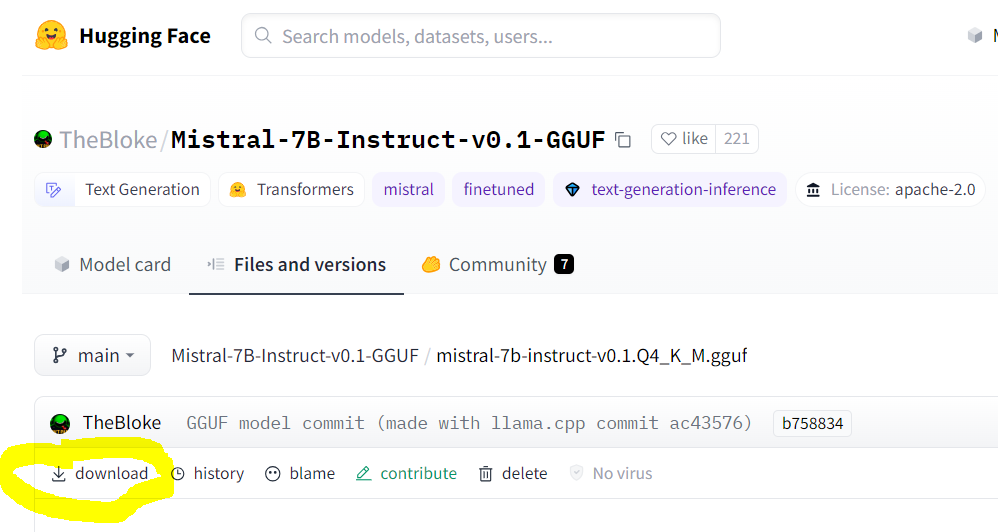 Hugging Face Search models, datasets, users...
TheBloke/Mistral-7B-Instruct-v0.1-GGUF like 221
Text Generation Transformers mistral finetuned text-generation-inference License: apache-2.0
Model card Files and versions Community 7
main Mistral-7B-Instruct-v0.1-GGUF / mistral-7b-instruct-v0.1.Q4_K_M.gguf
TheBloke GGUF model commit (made with llama.cpp commit ac43576) b758834
download history blame contribute delete No virus